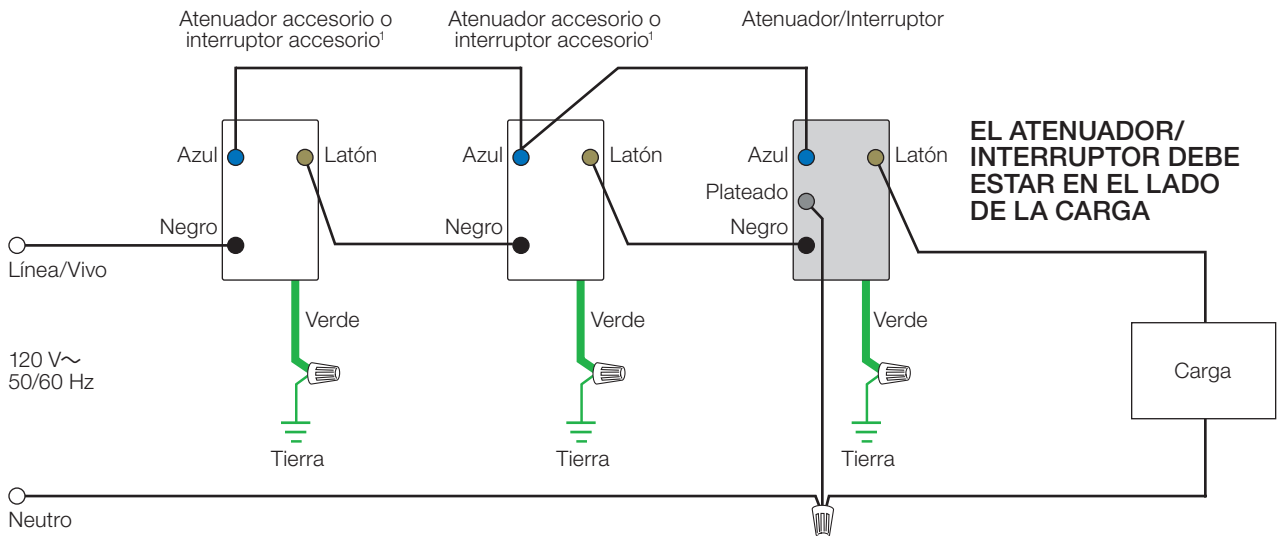 Atenuador accesorio o
interruptor accesorio¹
Atenuador accesorio o
interruptor accesorio¹
Atenuador/Interruptor
EL ATENUADOR/
INTERRUPTOR DEBE
ESTAR EN EL LADO
DE LA CARGA
Azul
Latón
Azul
Latón
Azul
Latón
Plateado
Negro
Negro
Negro
Línea/Vivo
Verde
Verde
Verde
120 V～
50/60 Hz
Carga
Tierra
Tierra
Tierra
Neutro